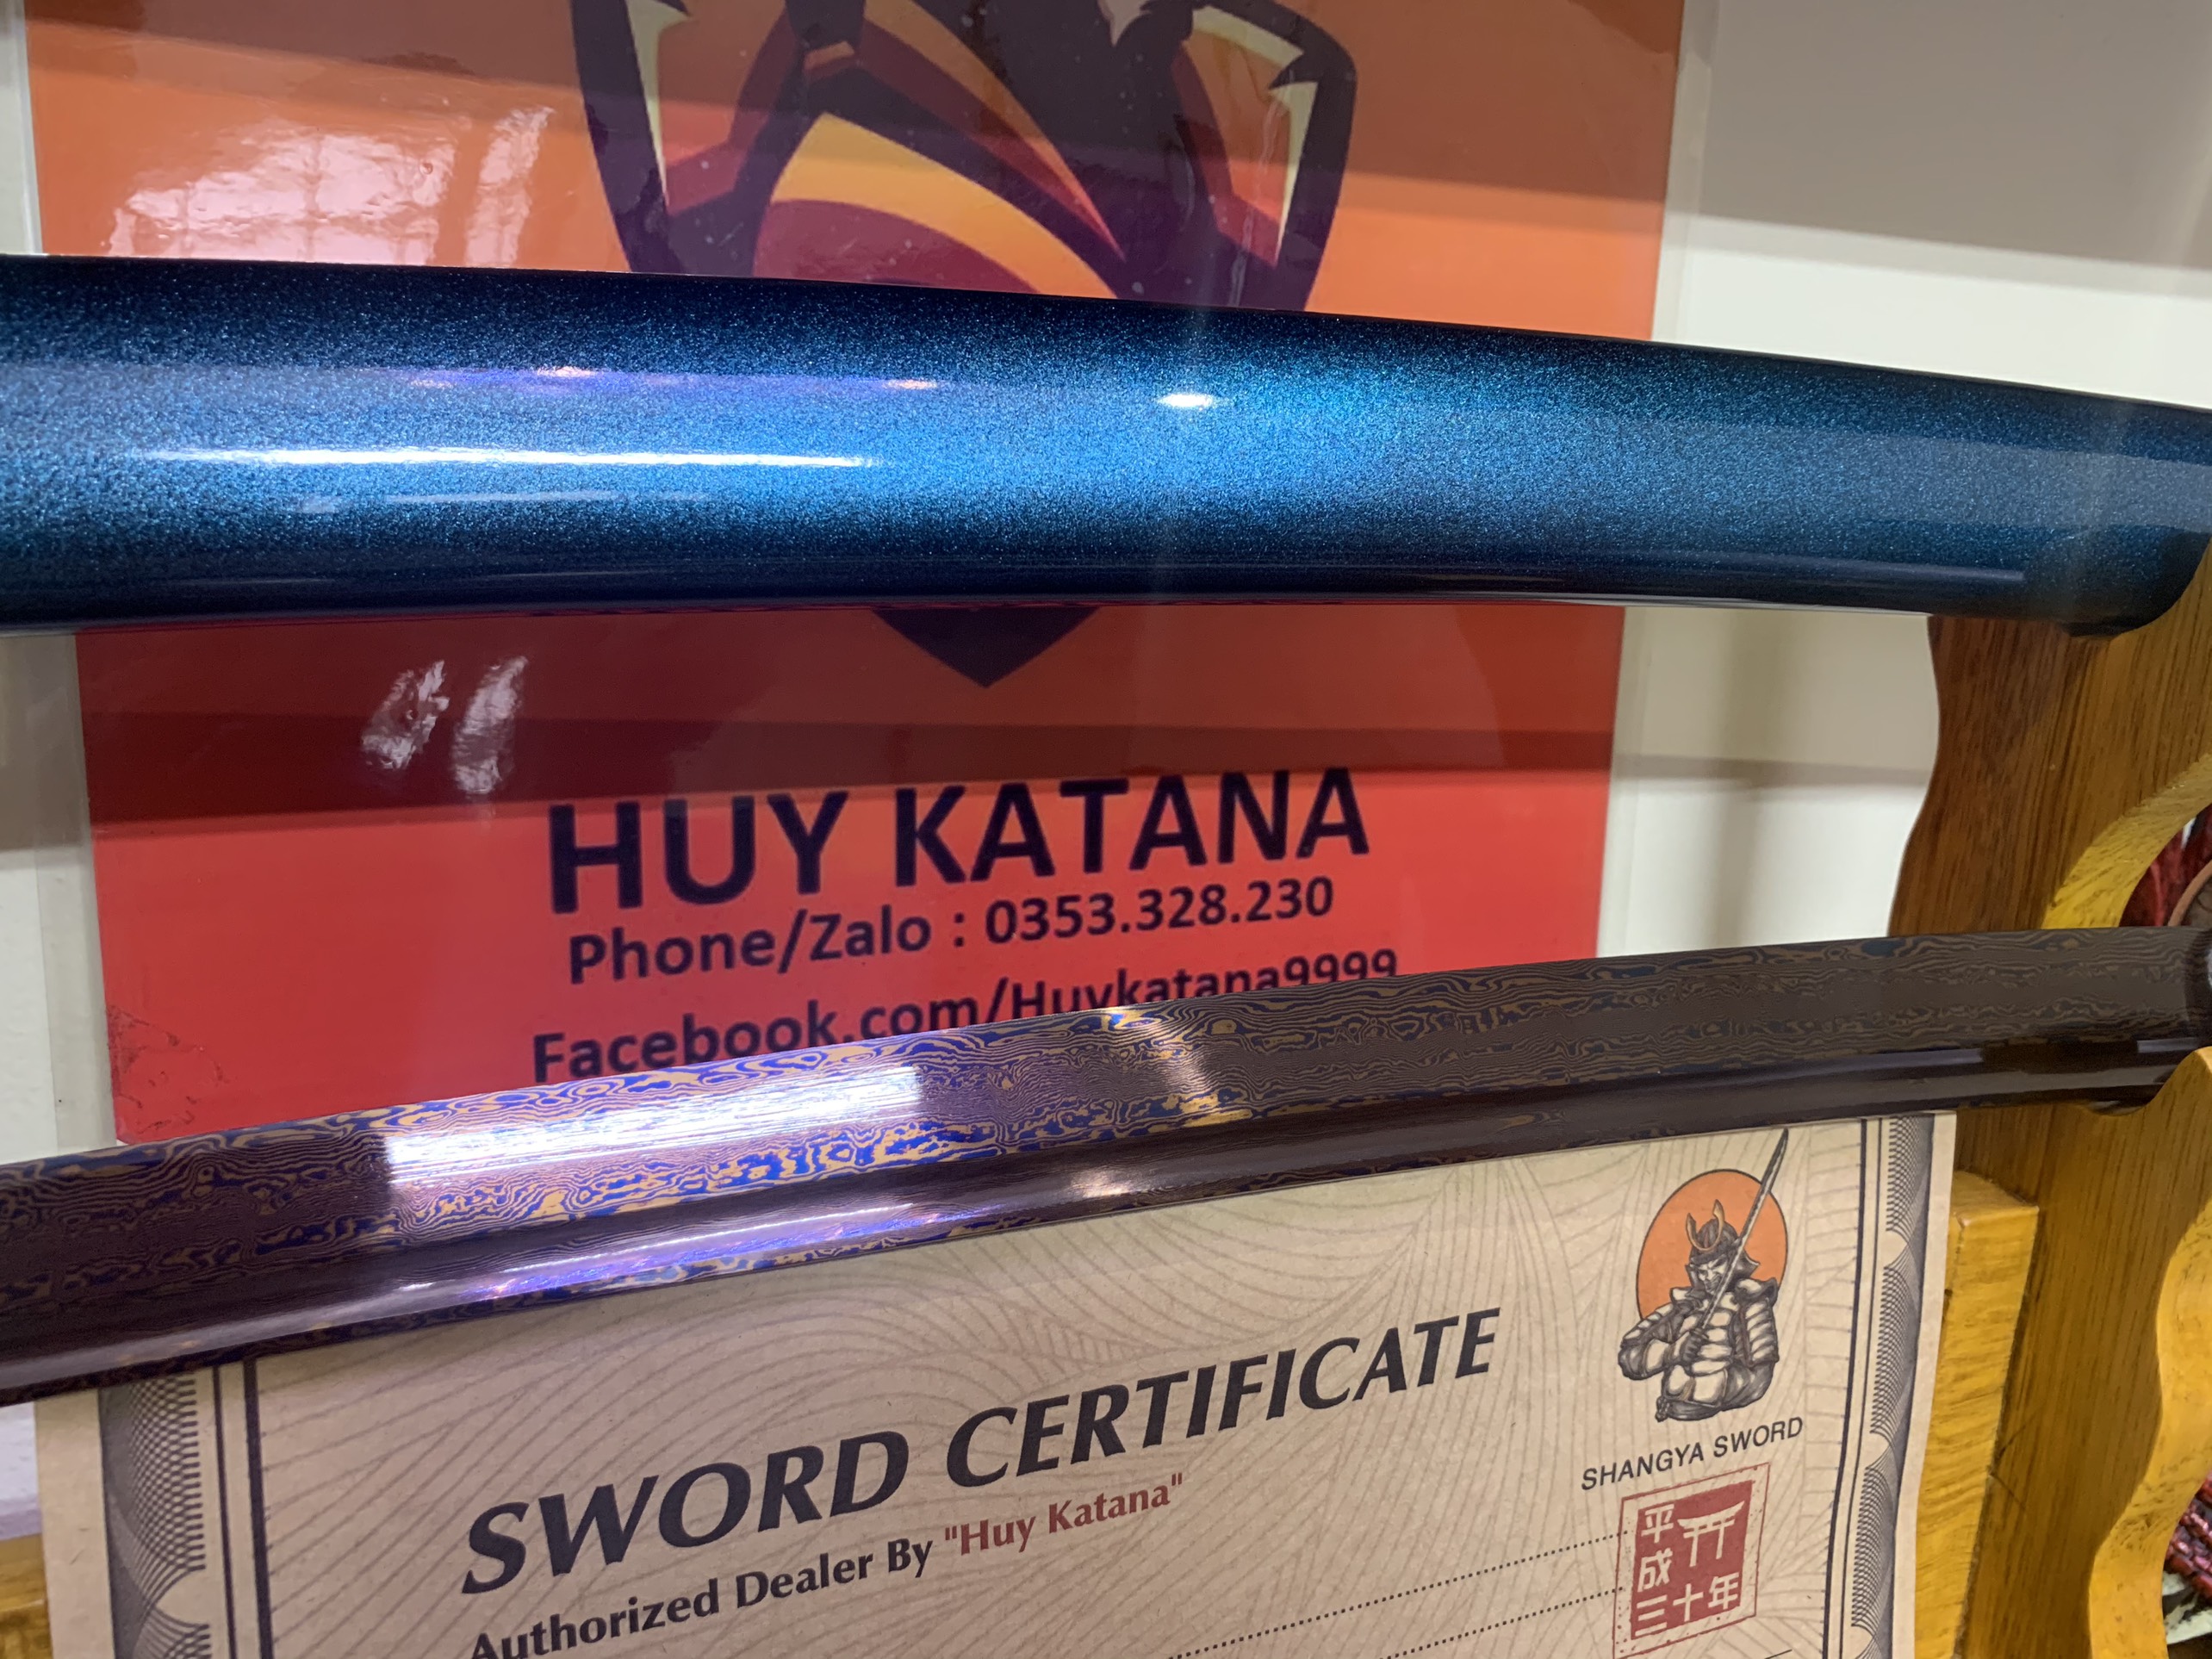 HUY KATANA
Phone/Zalo : 0353.328.230
Facebook.com/Huykatana9999
SWORD CERTIFICATE
Authorized Dealer By "Huy Katana"
SHANGYA SWORD
平成
三十年